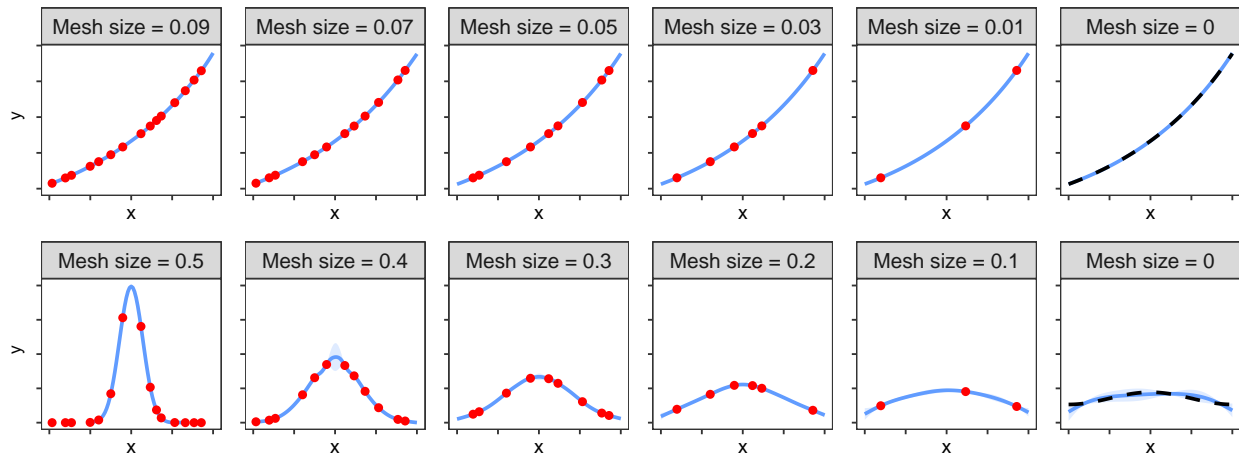 Mesh size = 0.09
Mesh size = 0.07
Mesh size = 0.05
Mesh size = 0.03
Mesh size = 0.01
Mesh size = 0
y
x
x
x
x
x
x
Mesh size = 0.5
Mesh size = 0.4
Mesh size = 0.3
Mesh size = 0.2
Mesh size = 0.1
Mesh size = 0
y
x
x
x
x
x
x